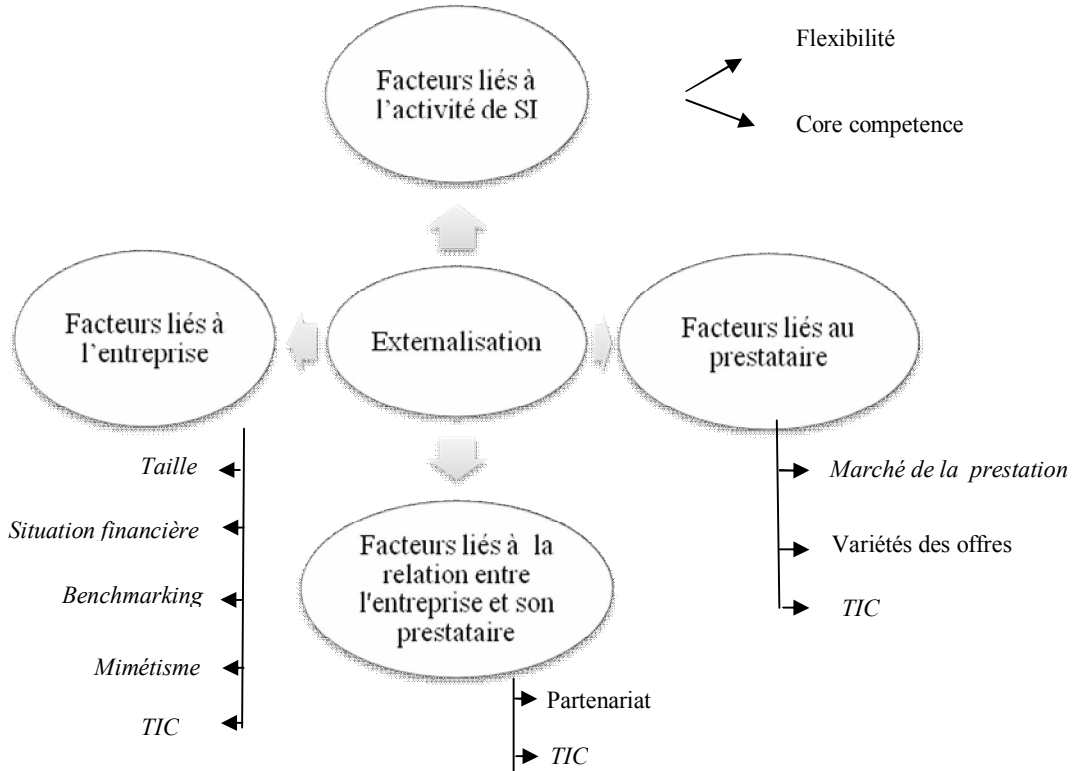 Flexibilité
Facteurs liés à
l'activité de SI
Core competence
Facteurs liés à
l'entreprise
Externalisation
Facteurs liés au
prestataire
Taille
Situation financière
Benchmarking
Mimétisme
TIC
Marché de la prestation
Variétés des offres
TIC
Facteurs liés à la
relation entre
l'entreprise et son
prestataire
Partenariat
TIC